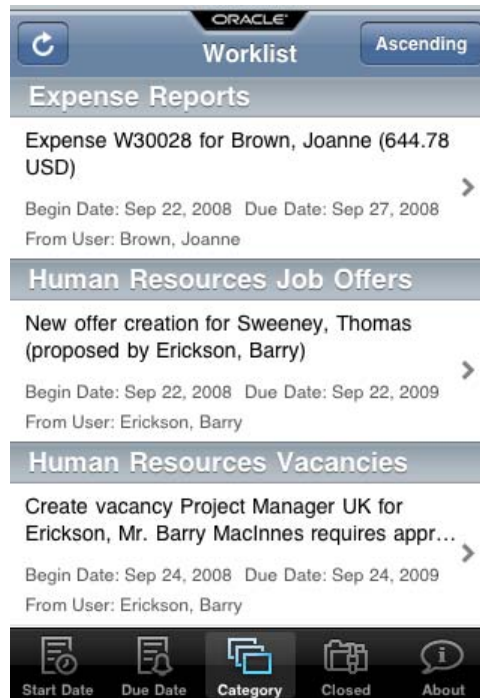 ORACLE
Worklist
Ascending
Expense Reports
Expense W30028 for Brown, Joanne (644.78
USD)
Begin Date: Sep 22, 2008 Due Date: Sep 27, 2008
From User: Brown, Joanne
Human Resources Job Offers
New offer creation for Sweeney, Thomas
(proposed by Erickson, Barry)
Begin Date: Sep 22, 2008 Due Date: Sep 22, 2009
From User: Erickson, Barry
Human Resources Vacancies
Create vacancy Project Manager UK for
Erickson, Mr. Barry MacInnes requires appr...
Begin Date: Sep 24, 2008 Due Date: Sep 24, 2009
From User: Erickson, Barry
Start Date Due Date Category Closed About